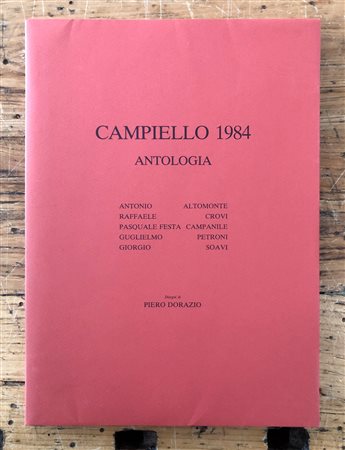 CAMPIELLO 1984
ANTOLOGIA
ANTONIO ALTOMONTE
RAFFAELE CROVI
PASQUALE FESTA CAMPANILE
GUGLIELMO PETRONI
GIORGIO SOAVI
Disegni di
PIERO DORAZIO